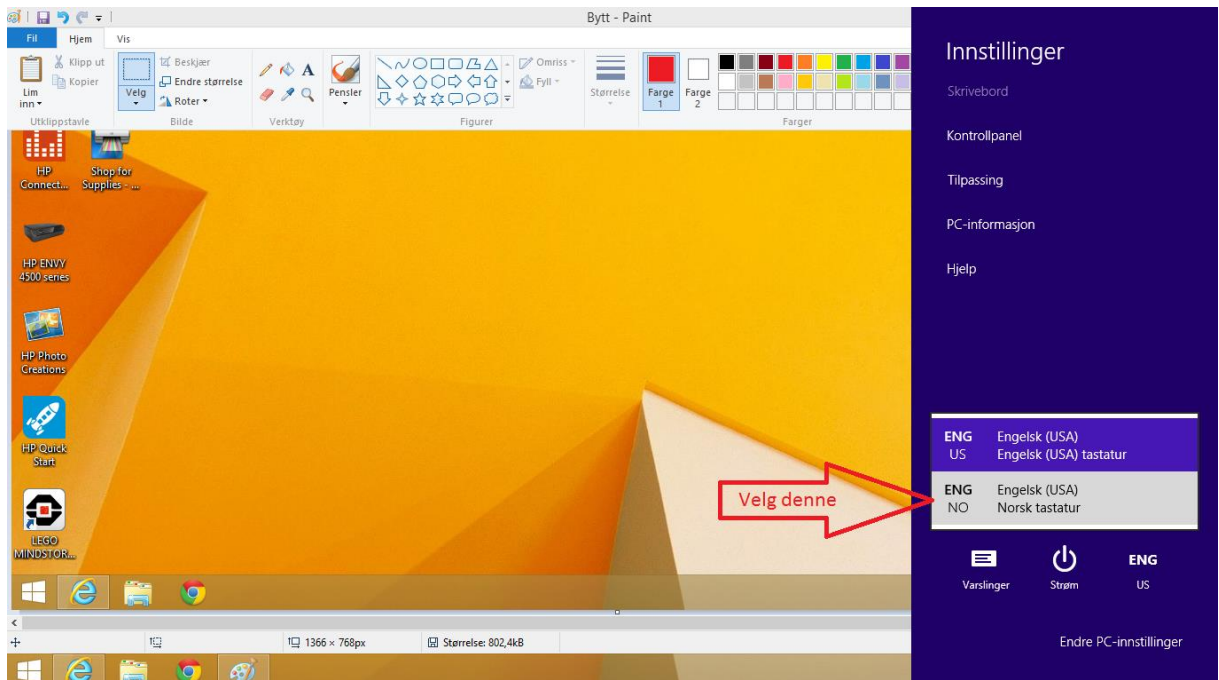 Bytt - Paint
Fil Hjem Vis
Lim inn
Klipp ut
Kopier
Utklippstavle
Velg
Beskjær
Endre størrelse
Roter
Bilde
A
Verktøy
Pensler
Omriss
Fyll
Figurer
Størrelse
Farge 1
Farge 2
Farger
HP
Connect...
Shop for
Supplies - ...
HP ENVY
4500 series
HP Photo
Creations
HP Quick
Start
LEGO
MINDSTOR...
Velg denne
1366 × 768px
Størrelse: 802,4kB
Innstillinger
Skrivebord
Kontrollpanel
Tilpassing
PC-informasjon
Hjelp
ENG Engelsk (USA)
US Engelsk (USA) tastatur
ENG Engelsk (USA)
NO Norsk tastatur
Varslinger
Strøm
ENG
US
Endre PC-innstillinger